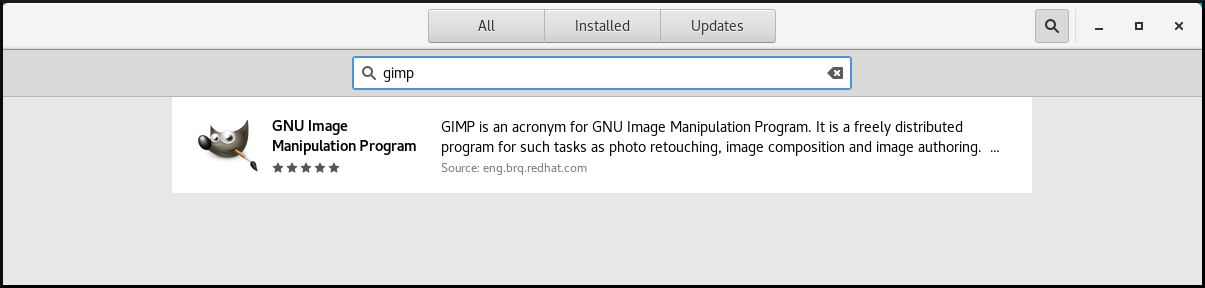 All Installed Updates
gimp
GNU Image
Manipulation Program
GIMP is an acronym for GNU Image Manipulation Program. It is a freely distributed
program for such tasks as photo retouching, image composition and image authoring. ...
Source: eng.brq.redhat.com